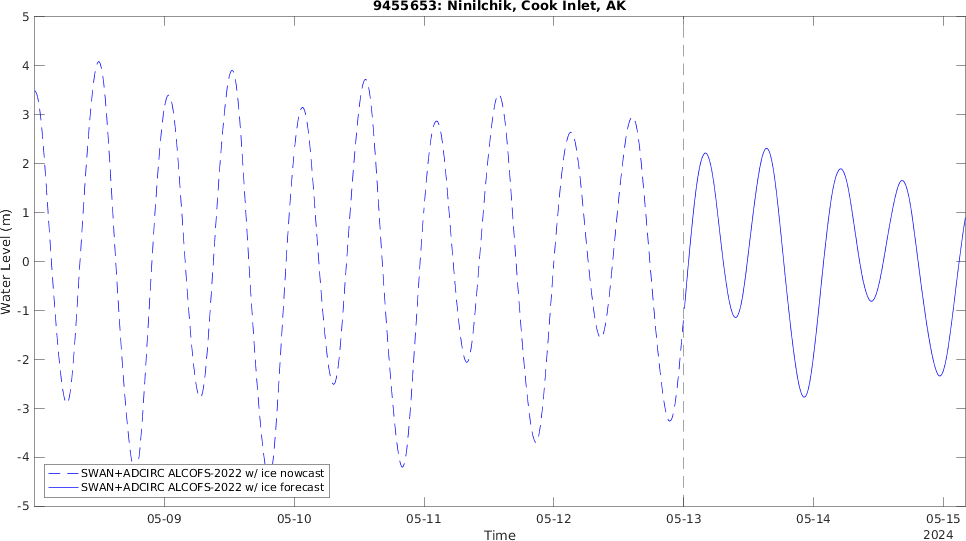 9455653: Ninilchik, Cook Inlet, AK
Water Level (m)
5
4
3
2
1
0
-1
-2
-3
-4
-5
SWAN+ADCIRC ALCOFS-2022 w/ ice nowcast
SWAN+ADCIRC ALCOFS-2022 w/ ice forecast
05-09 05-10 05-11 05-12 05-13 05-14 05-15
Time
2024